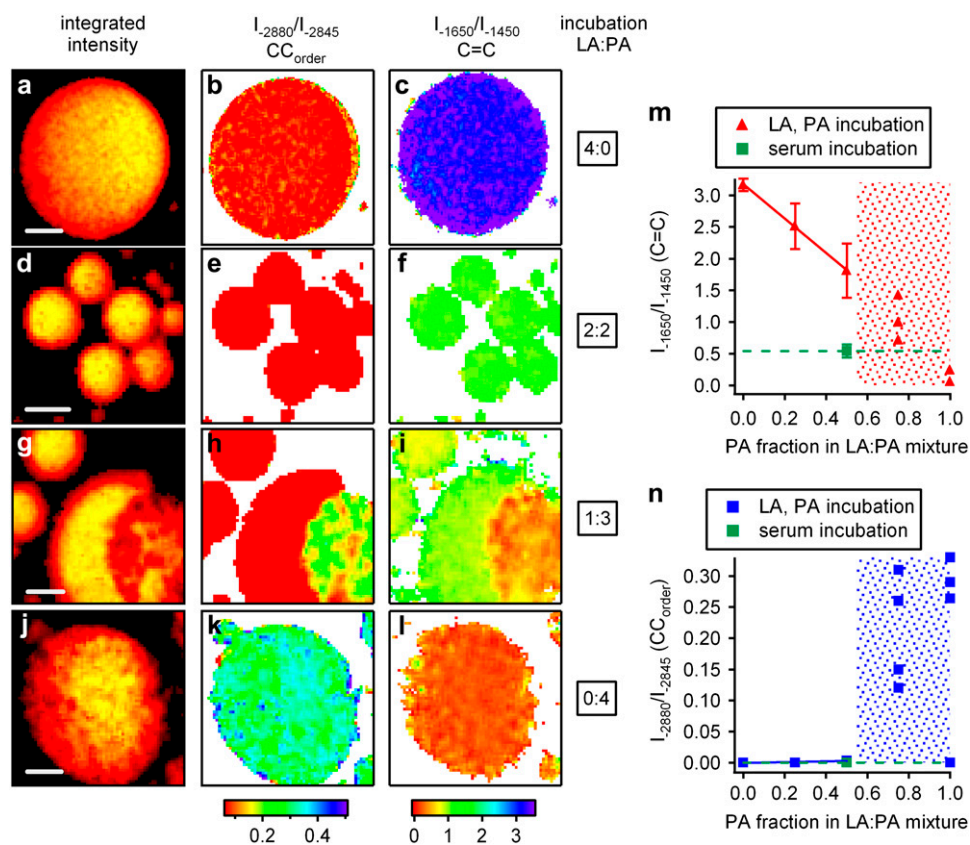 integrated
intensity
I-2880/I-2845
CCorder
I-1650/I-1450
C=C
incubation
LA:PA
a
b
c
4:0
d
e
f
2:2
g
h
i
1:3
j
k
l
0:4
0.2
0.4
0
1
2
3
m
LA, PA incubation
serum incubation
I-1650/I-1450 (C=C)
3.0
2.5
2.0
1.5
1.0
0.5
0.0
0.0
0.2
0.4
0.6
0.8
1.0
PA fraction in LA:PA mixture
n
LA, PA incubation
serum incubation
I-2880/I-2845 (CCorder)
0.30
0.25
0.20
0.15
0.10
0.05
0.00
0.0
0.2
0.4
0.6
0.8
1.0
PA fraction in LA:PA mixture